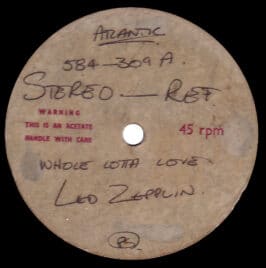 ATLANTIC
584-309 A.
STEREO — REF.
WARNING
THIS IS AN ACETATE
HANDLE WITH CARE
45 rpm
WHOLE LOTTA LOVE
LED ZEPPLIN.
PG